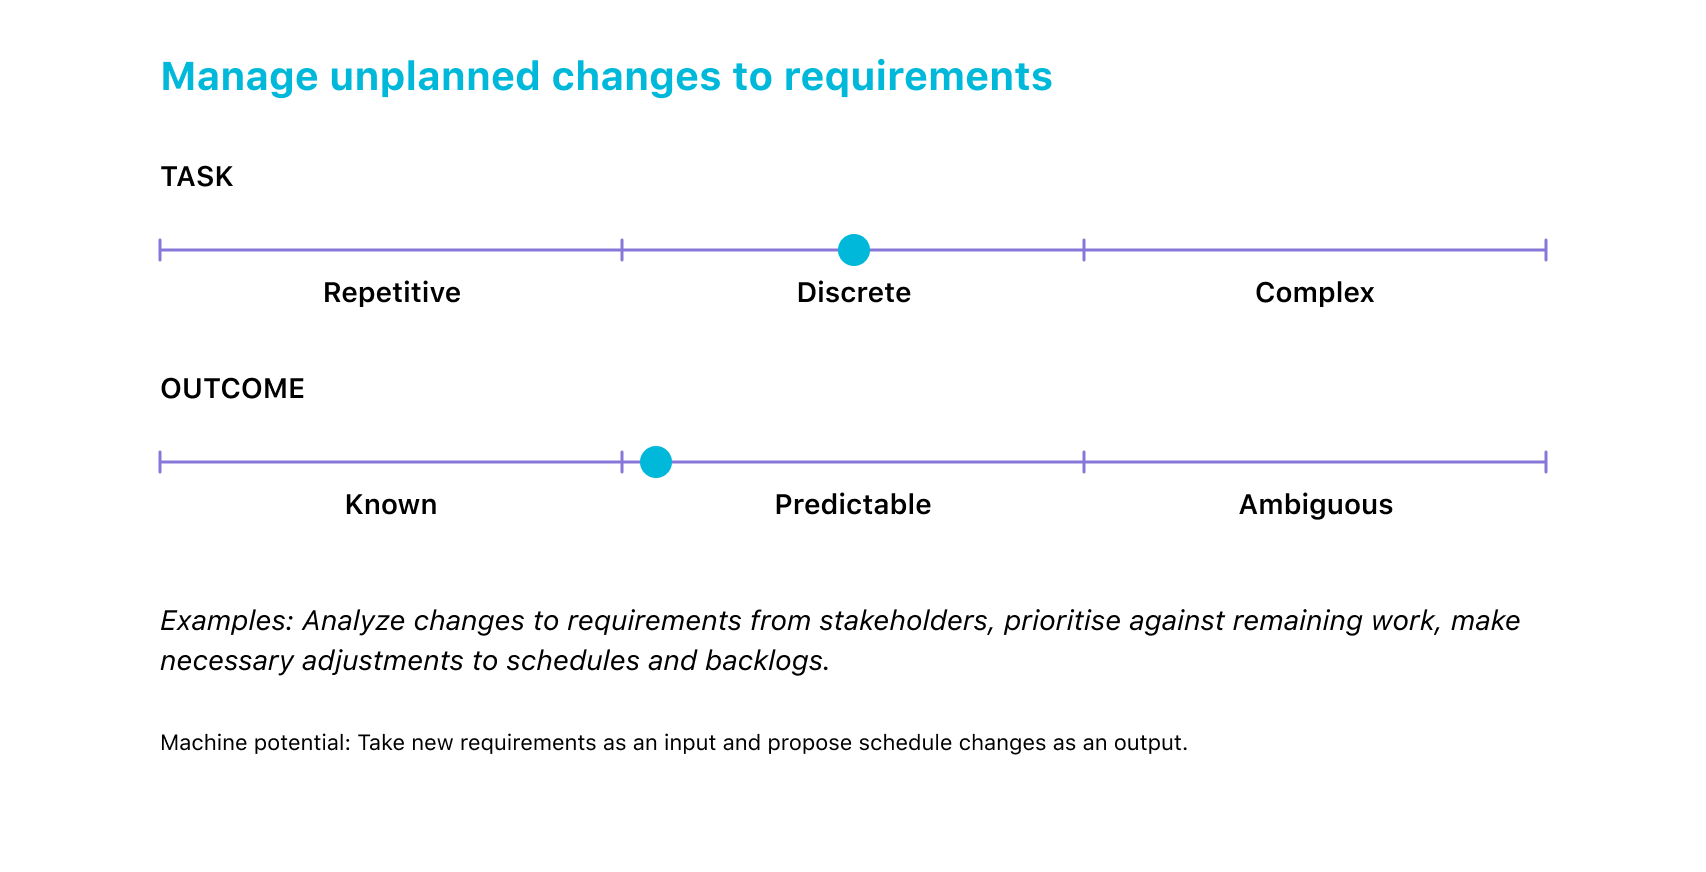 Manage unplanned changes to requirements
TASK
Repetitive
Discrete
Complex
OUTCOME
Known
Predictable
Ambiguous
Examples: Analyze changes to requirements from stakeholders, prioritise against remaining work, make
necessary adjustments to schedules and backlogs.
Machine potential: Take new requirements as an input and propose schedule changes as an output.